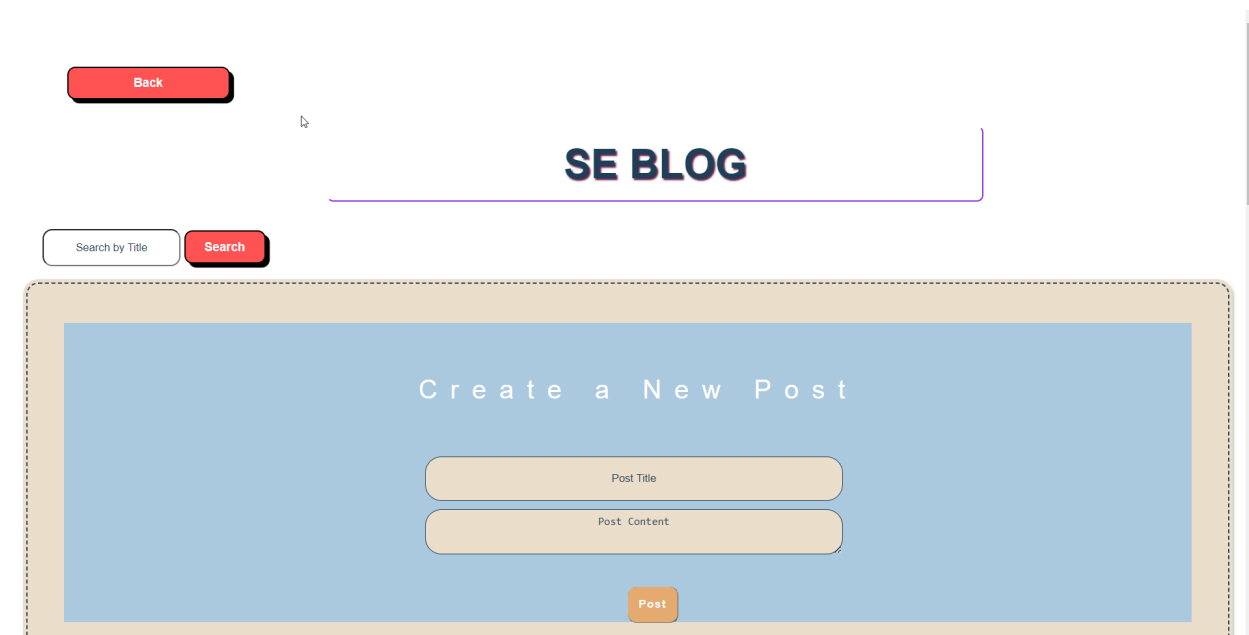 Back
SE BLOG
Search by Title
Search
Create a New Post
Post Title
Post Content
Post